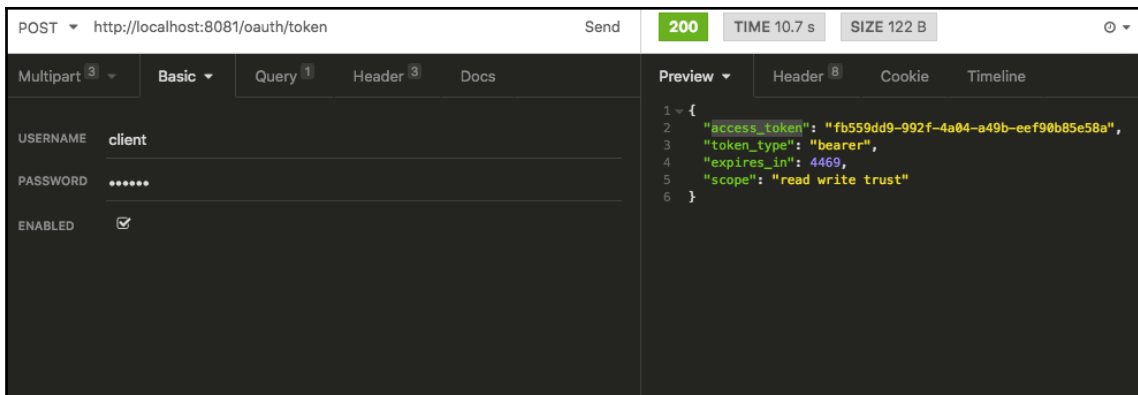 POST http://localhost:8081/oauth/token Send 200 TIME 10.7 s SIZE 122 B
Multipart 3 Basic Query 1 Header 3 Docs
USERNAME client
PASSWORD ••••••
ENABLED
Preview Header 8 Cookie Timeline
1 {
2 "access_token": "fb559dd9-992f-4a04-a49b-eef90b85e58a",
3 "token_type": "bearer",
4 "expires_in": 4469,
5 "scope": "read write trust"
6 }